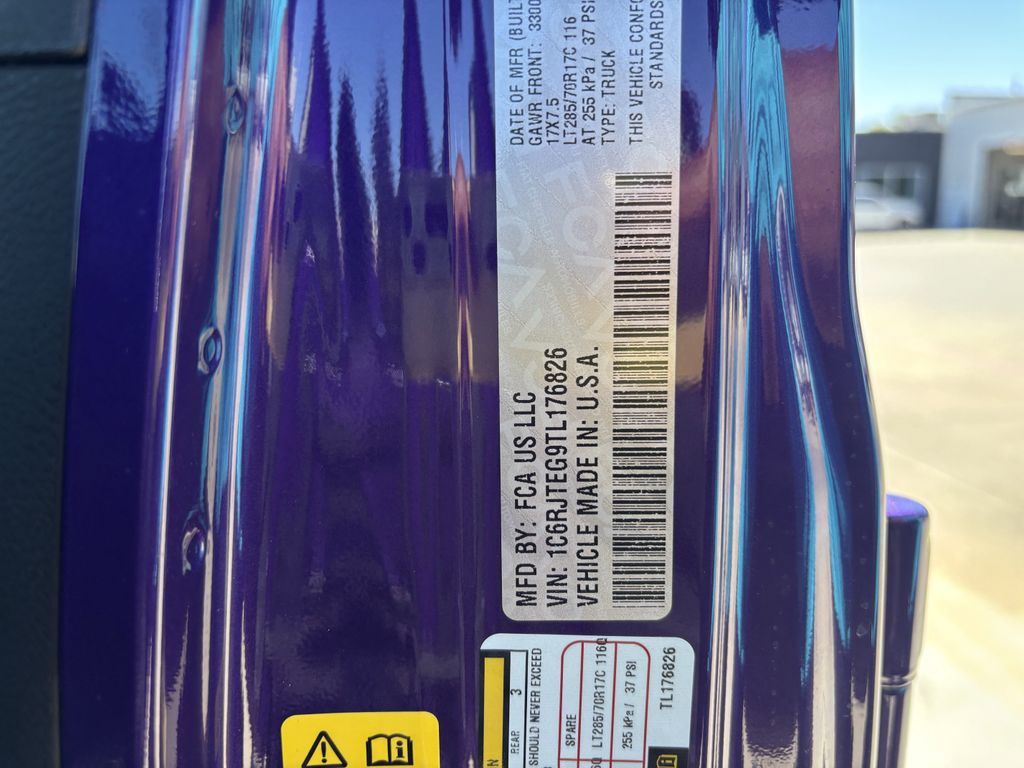 MFD BY: FCA US LLC
VIN: 1C6RJTEG9TL176826
VEHICLE MADE IN: U.S.A.
DATE OF MFR (BUILT
GAWR FRONT: 3300
17X7.5
LT285/70R17C 116
AT 255 kPa / 37 PSI
TYPE: TRUCK
THIS VEHICLE CONFO
STANDARDS
FCA
REAR 3
SHOULD NEVER EXCEED
SPARE
LT285/70R17C 116Q
255 kPa / 37 PSI
TL176826